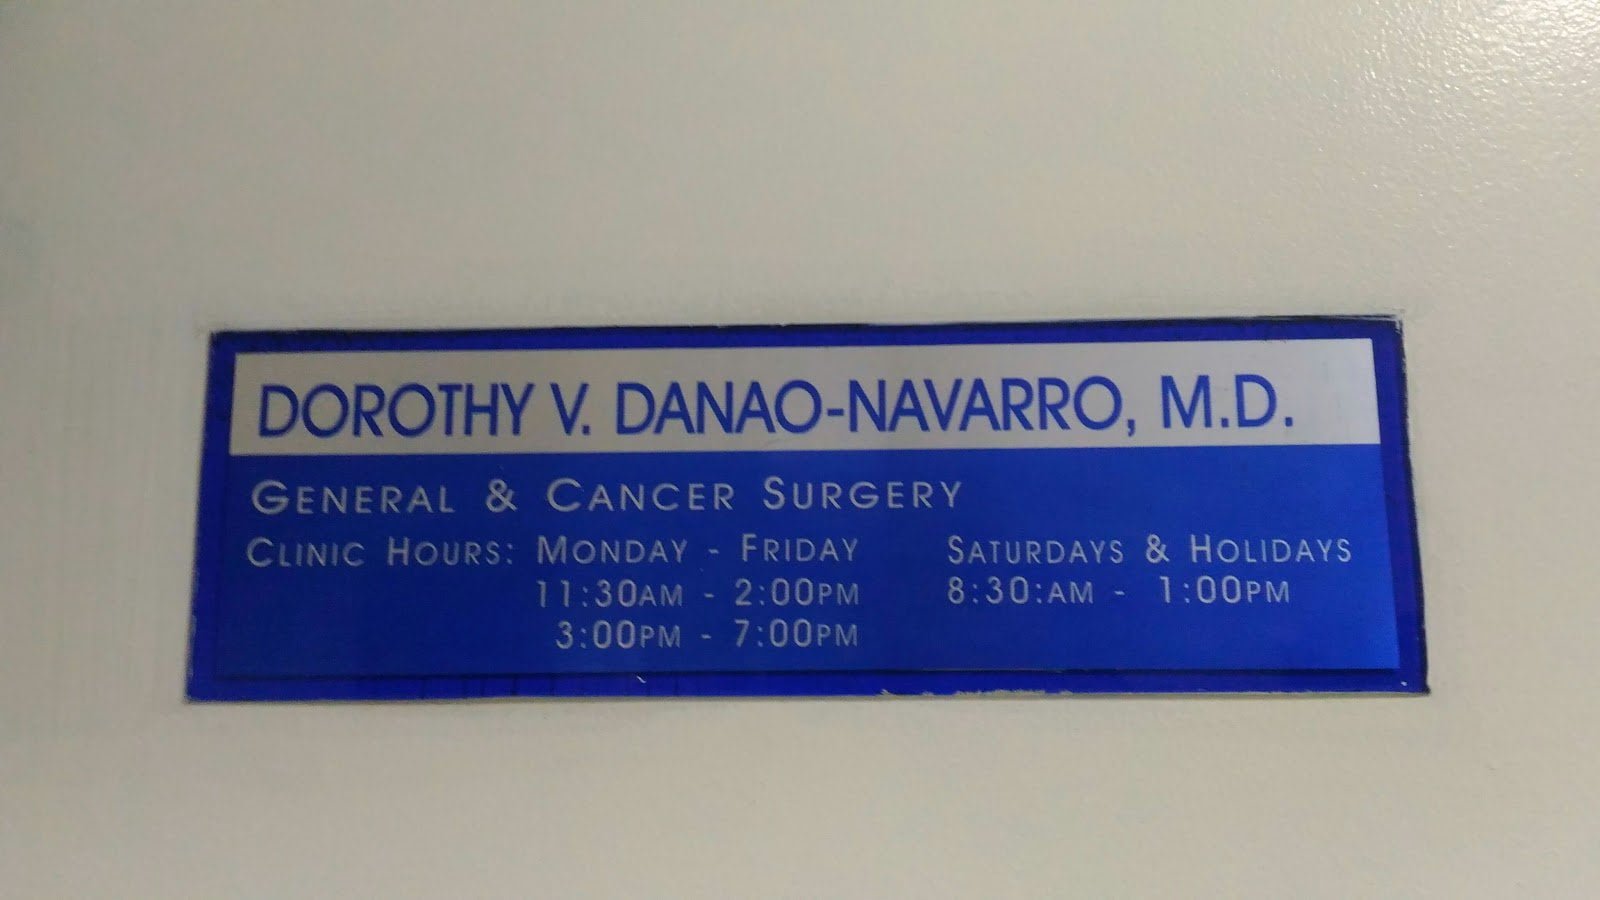 DOROTHY V. DANAO-NAVARRO, M.D.
GENERAL & CANCER SURGERY
CLINIC HOURS: MONDAY - FRIDAY SATURDAYS & HOLIDAYS
11:30AM - 2:00PM 8:30:AM - 1:00PM
3:00PM - 7:00PM